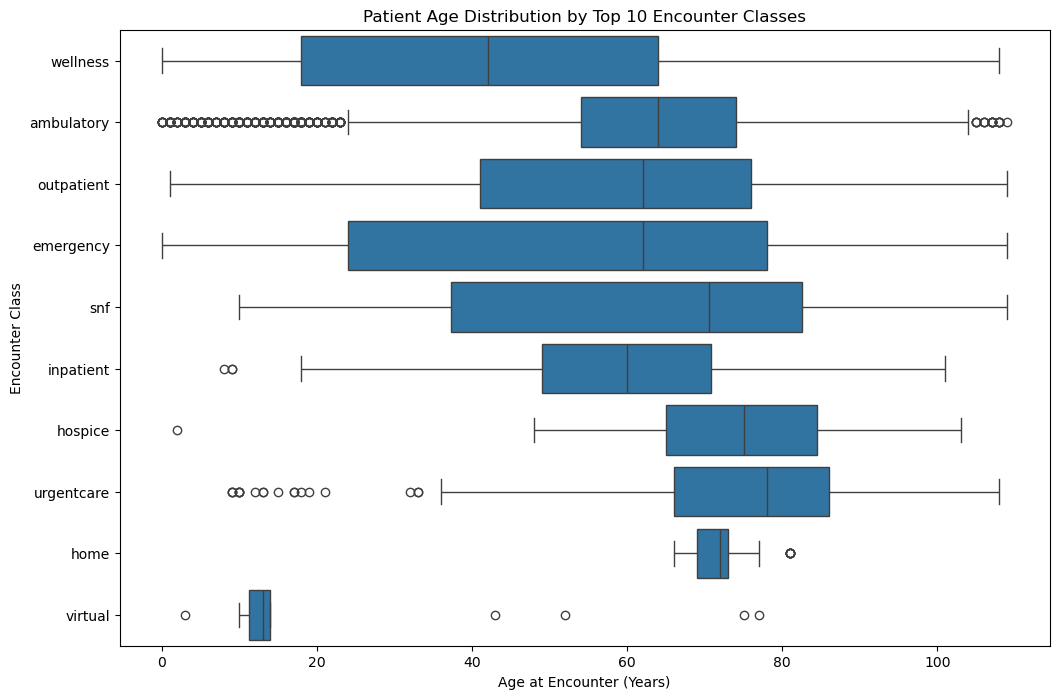 Patient Age Distribution by Top 10 Encounter Classes
Encounter Class
wellness
ambulatory
outpatient
emergency
snf
inpatient
hospice
urgentcare
home
virtual
0 20 40 60 80 100
Age at Encounter (Years)